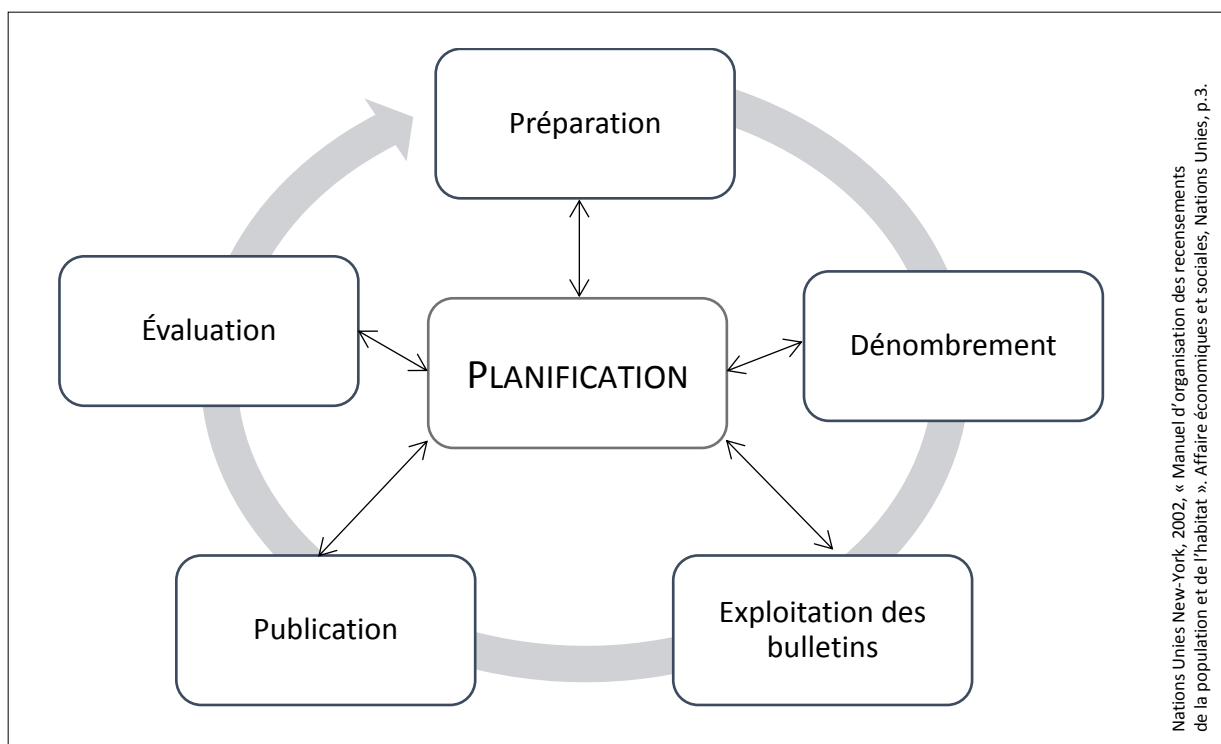 Préparation
Évaluation
Dénombrement
PLANIFICATION
Publication
Exploitation des
bulletins
Nations Unies New-York, 2002, « Manuel d’organisation des recensements
de la population et de l’habitat ». Affaire économiques et sociales, Nations Unies, p.3.